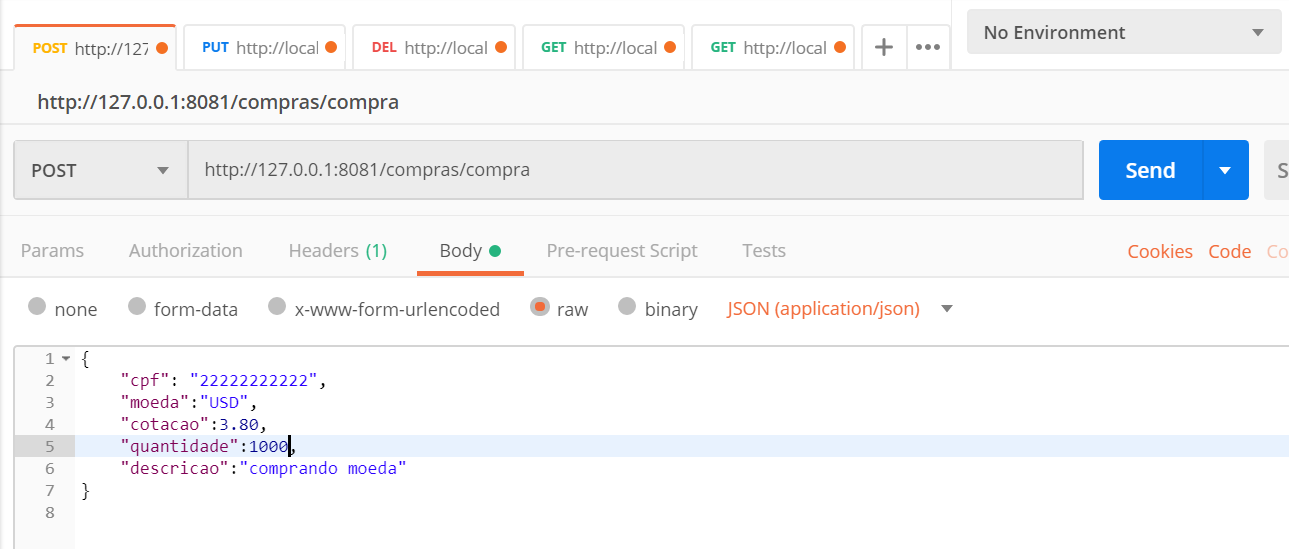 POST http://127 PUT http://local DEL http://local GET http://local GET http://local + ••• No Environment
http://127.0.0.1:8081/compras/compra
POST http://127.0.0.1:8081/compras/compra Send S
Params Authorization Headers (1) Body Pre-request Script Tests Cookies Code Co
none form-data x-www-form-urlencoded raw binary JSON (application/json)
1 {
2 "cpf": "22222222222",
3 "moeda":"USD",
4 "cotacao":3.80,
5 "quantidade":1000,
6 "descricao":"comprando moeda"
7 }
8